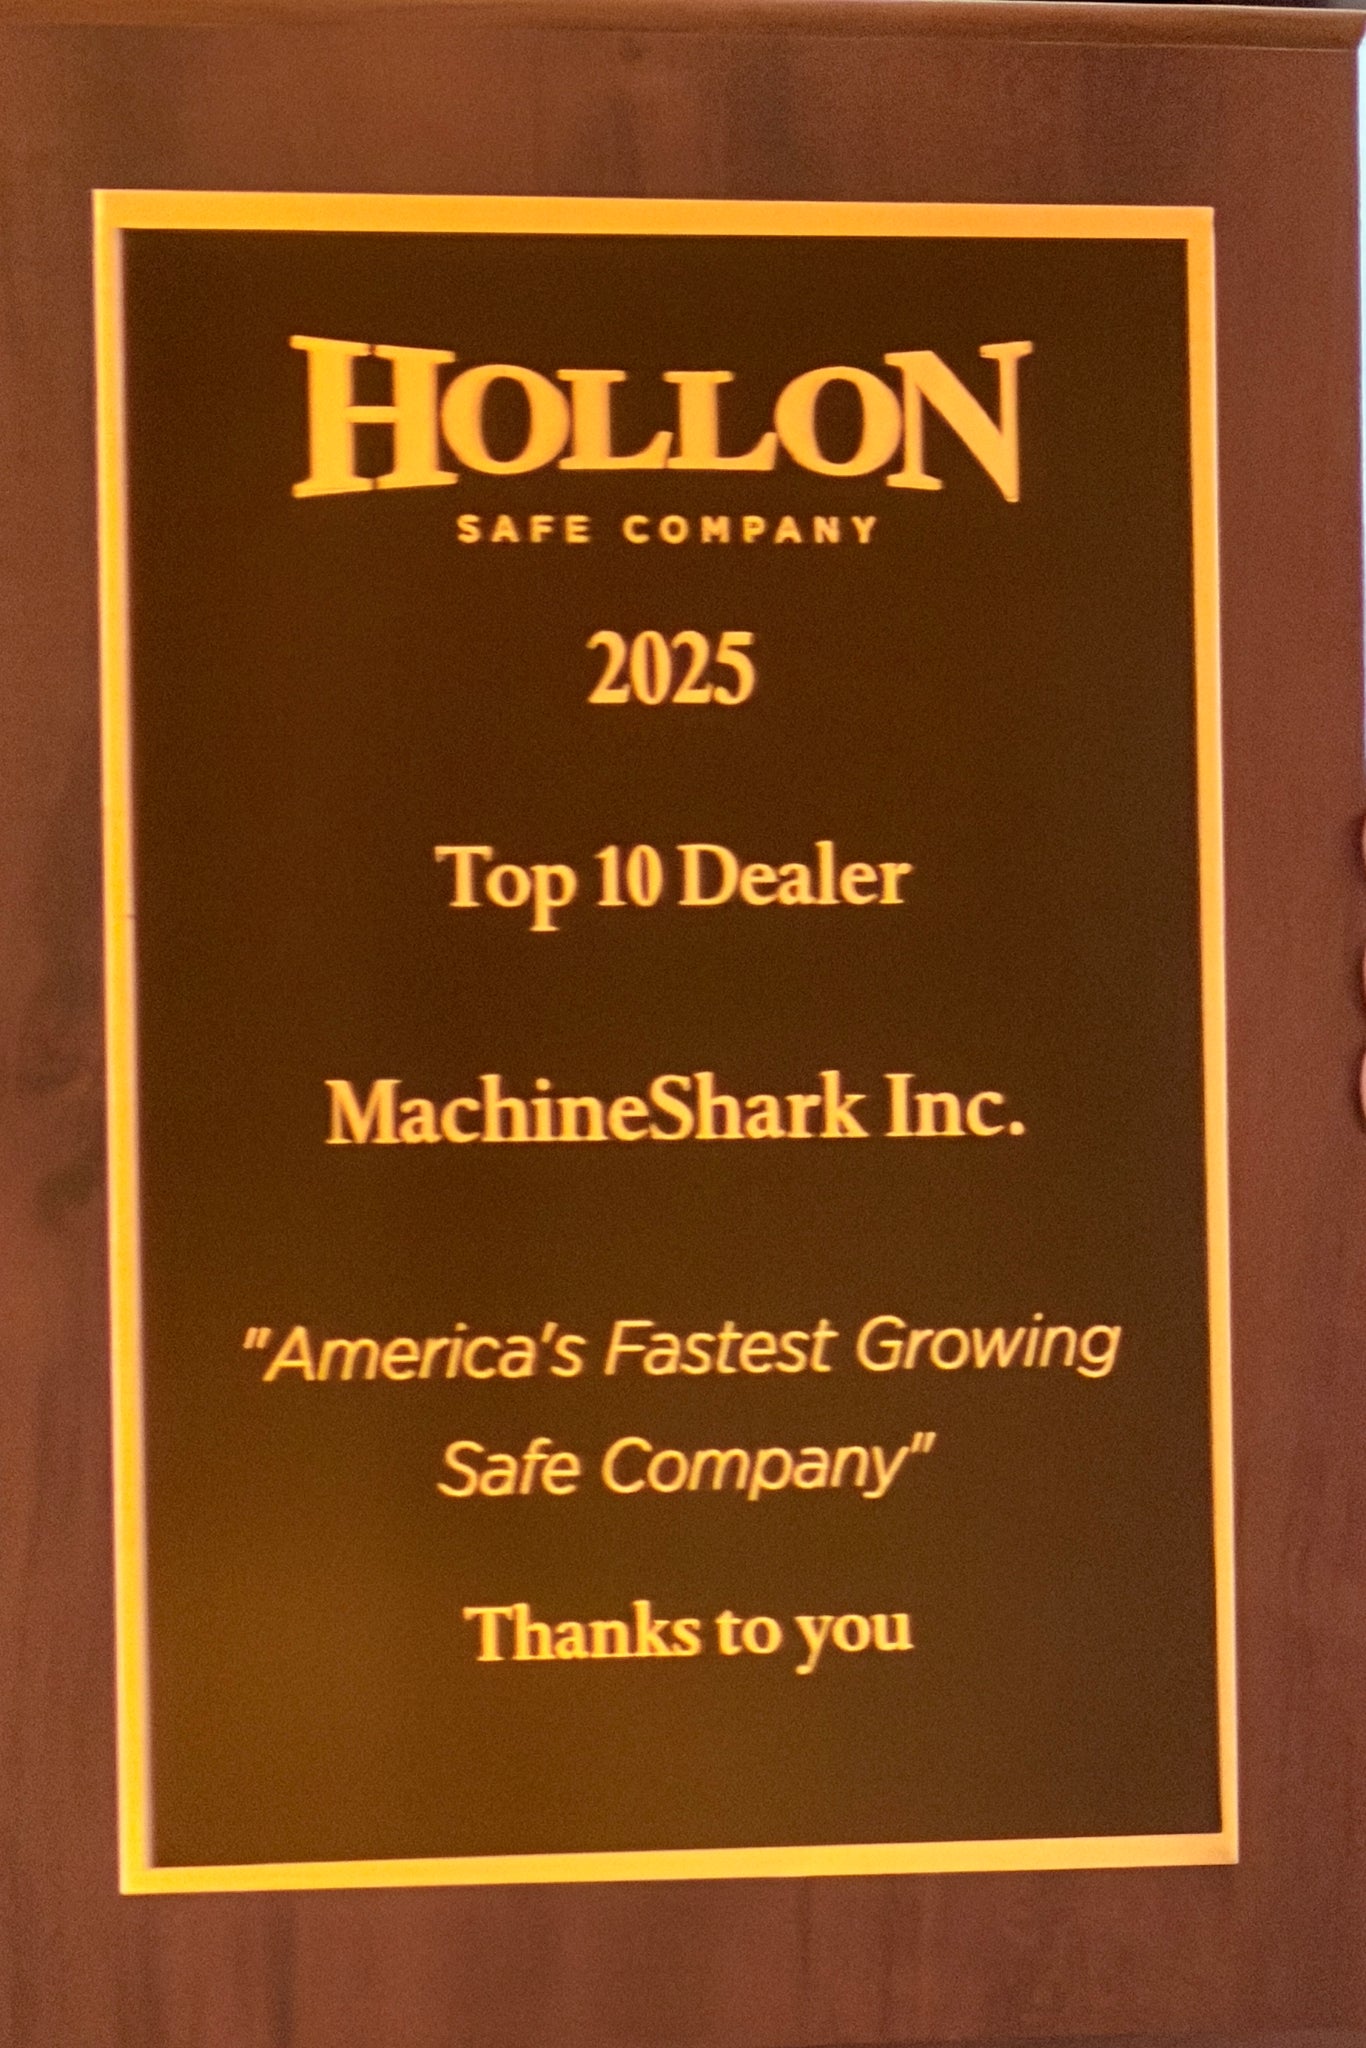 HOLLON
SAFE COMPANY
2025
Top 10 Dealer
MachineShark Inc.
"America's Fastest Growing
Safe Company"
Thanks to you